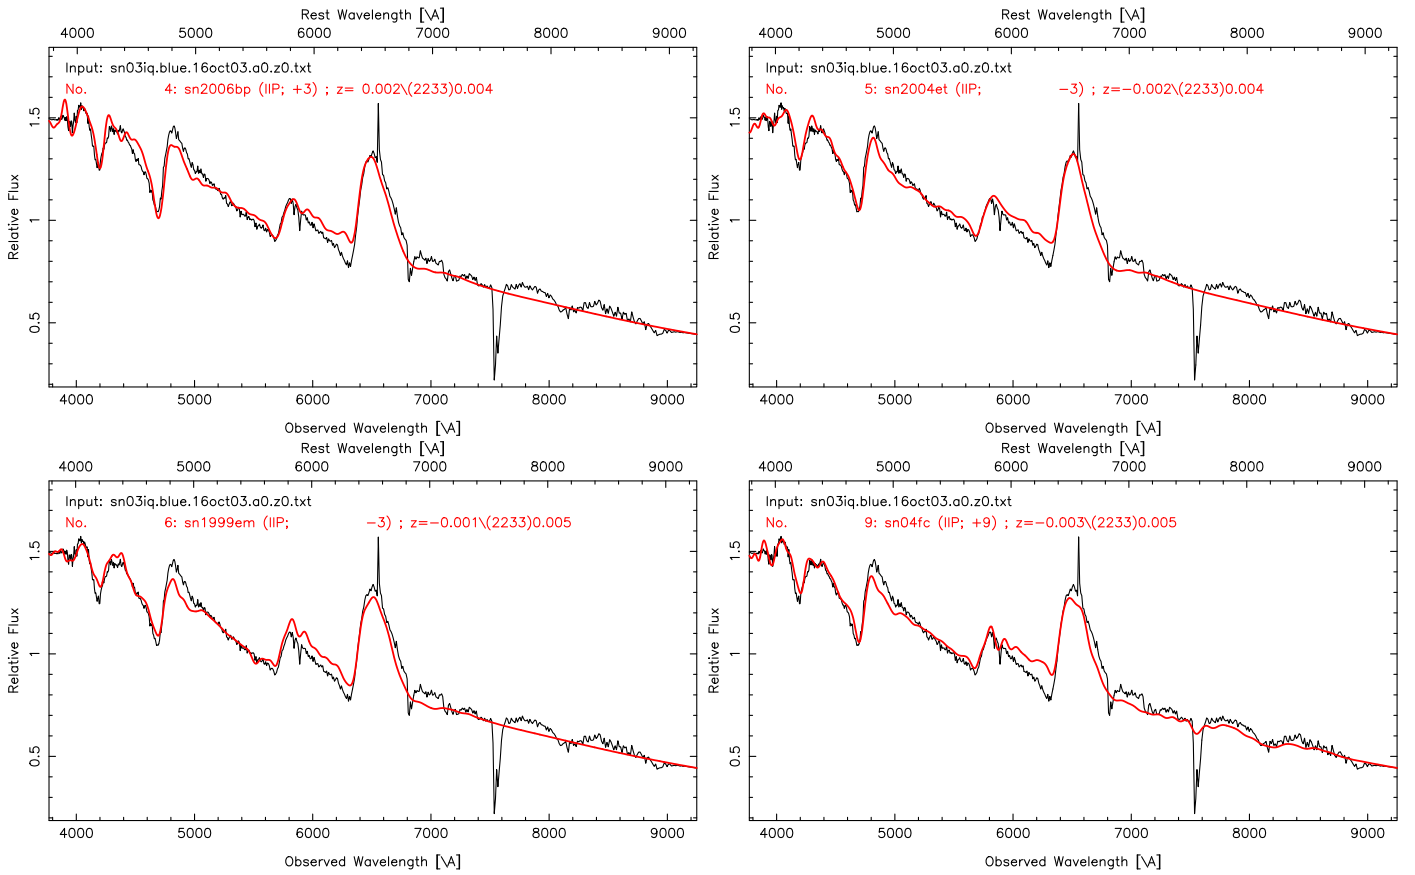 Rest Wavelength [\A]
4000 5000 6000 7000 8000 9000
Input: sn03iq.blue.16oct03.a0.z0.txt
No. 4: sn2006bp (IIP; +3) ; z= 0.002\(2233)0.004
Relative Flux
1.5
1
0.5
4000 5000 6000 7000 8000 9000
Observed Wavelength [\A]
Rest Wavelength [\A]
4000 5000 6000 7000 8000 9000
Input: sn03iq.blue.16oct03.a0.z0.txt
No. 5: sn2004et (IIP; -3) ; z=-0.002\(2233)0.004
Relative Flux
1.5
1
0.5
4000 5000 6000 7000 8000 9000
Observed Wavelength [\A]
Rest Wavelength [\A]
4000 5000 6000 7000 8000 9000
Input: sn03iq.blue.16oct03.a0.z0.txt
No. 6: sn1999em (IIP; -3) ; z=-0.001\(2233)0.005
Relative Flux
1.5
1
0.5
4000 5000 6000 7000 8000 9000
Observed Wavelength [\A]
Rest Wavelength [\A]
4000 5000 6000 7000 8000 9000
Input: sn03iq.blue.16oct03.a0.z0.txt
No. 9: sn04fc (IIP; +9) ; z=-0.003\(2233)0.005
Relative Flux
1.5
1
0.5
4000 5000 6000 7000 8000 9000
Observed Wavelength [\A]